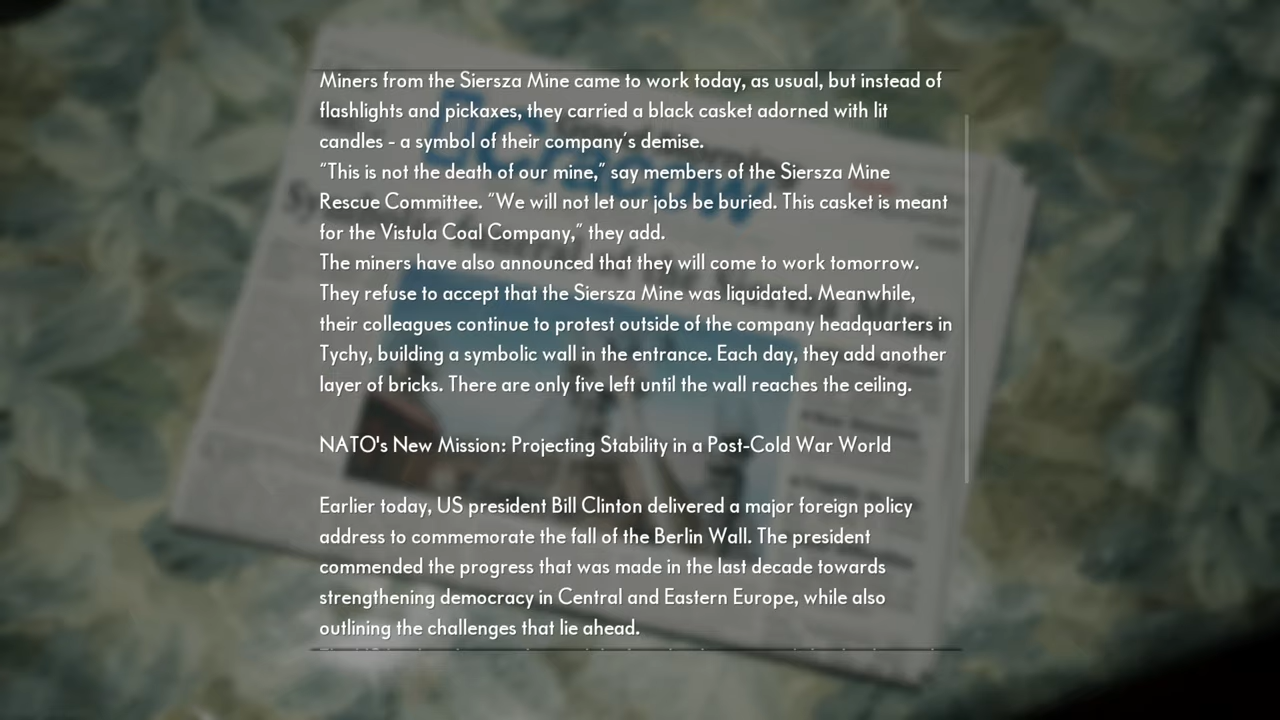 Miners from the Siersza Mine came to work today, as usual, but instead of
flashlights and pickaxes, they carried a black casket adorned with lit
candles - a symbol of their company's demise.
"This is not the death of our mine," say members of the Siersza Mine
Rescue Committee. "We will not let our jobs be buried. This casket is meant
for the Vistula Coal Company," they add.
The miners have also announced that they will come to work tomorrow.
They refuse to accept that the Siersza Mine was liquidated. Meanwhile,
their colleagues continue to protest outside of the company headquarters in
Tychy, building a symbolic wall in the entrance. Each day, they add another
layer of bricks. There are only five left until the wall reaches the ceiling.
NATO's New Mission: Projecting Stability in a Post-Cold War World
Earlier today, US president Bill Clinton delivered a major foreign policy
address to commemorate the fall of the Berlin Wall. The president
commended the progress that was made in the last decade towards
strengthening democracy in Central and Eastern Europe, while also
outlining the challenges that lie ahead.